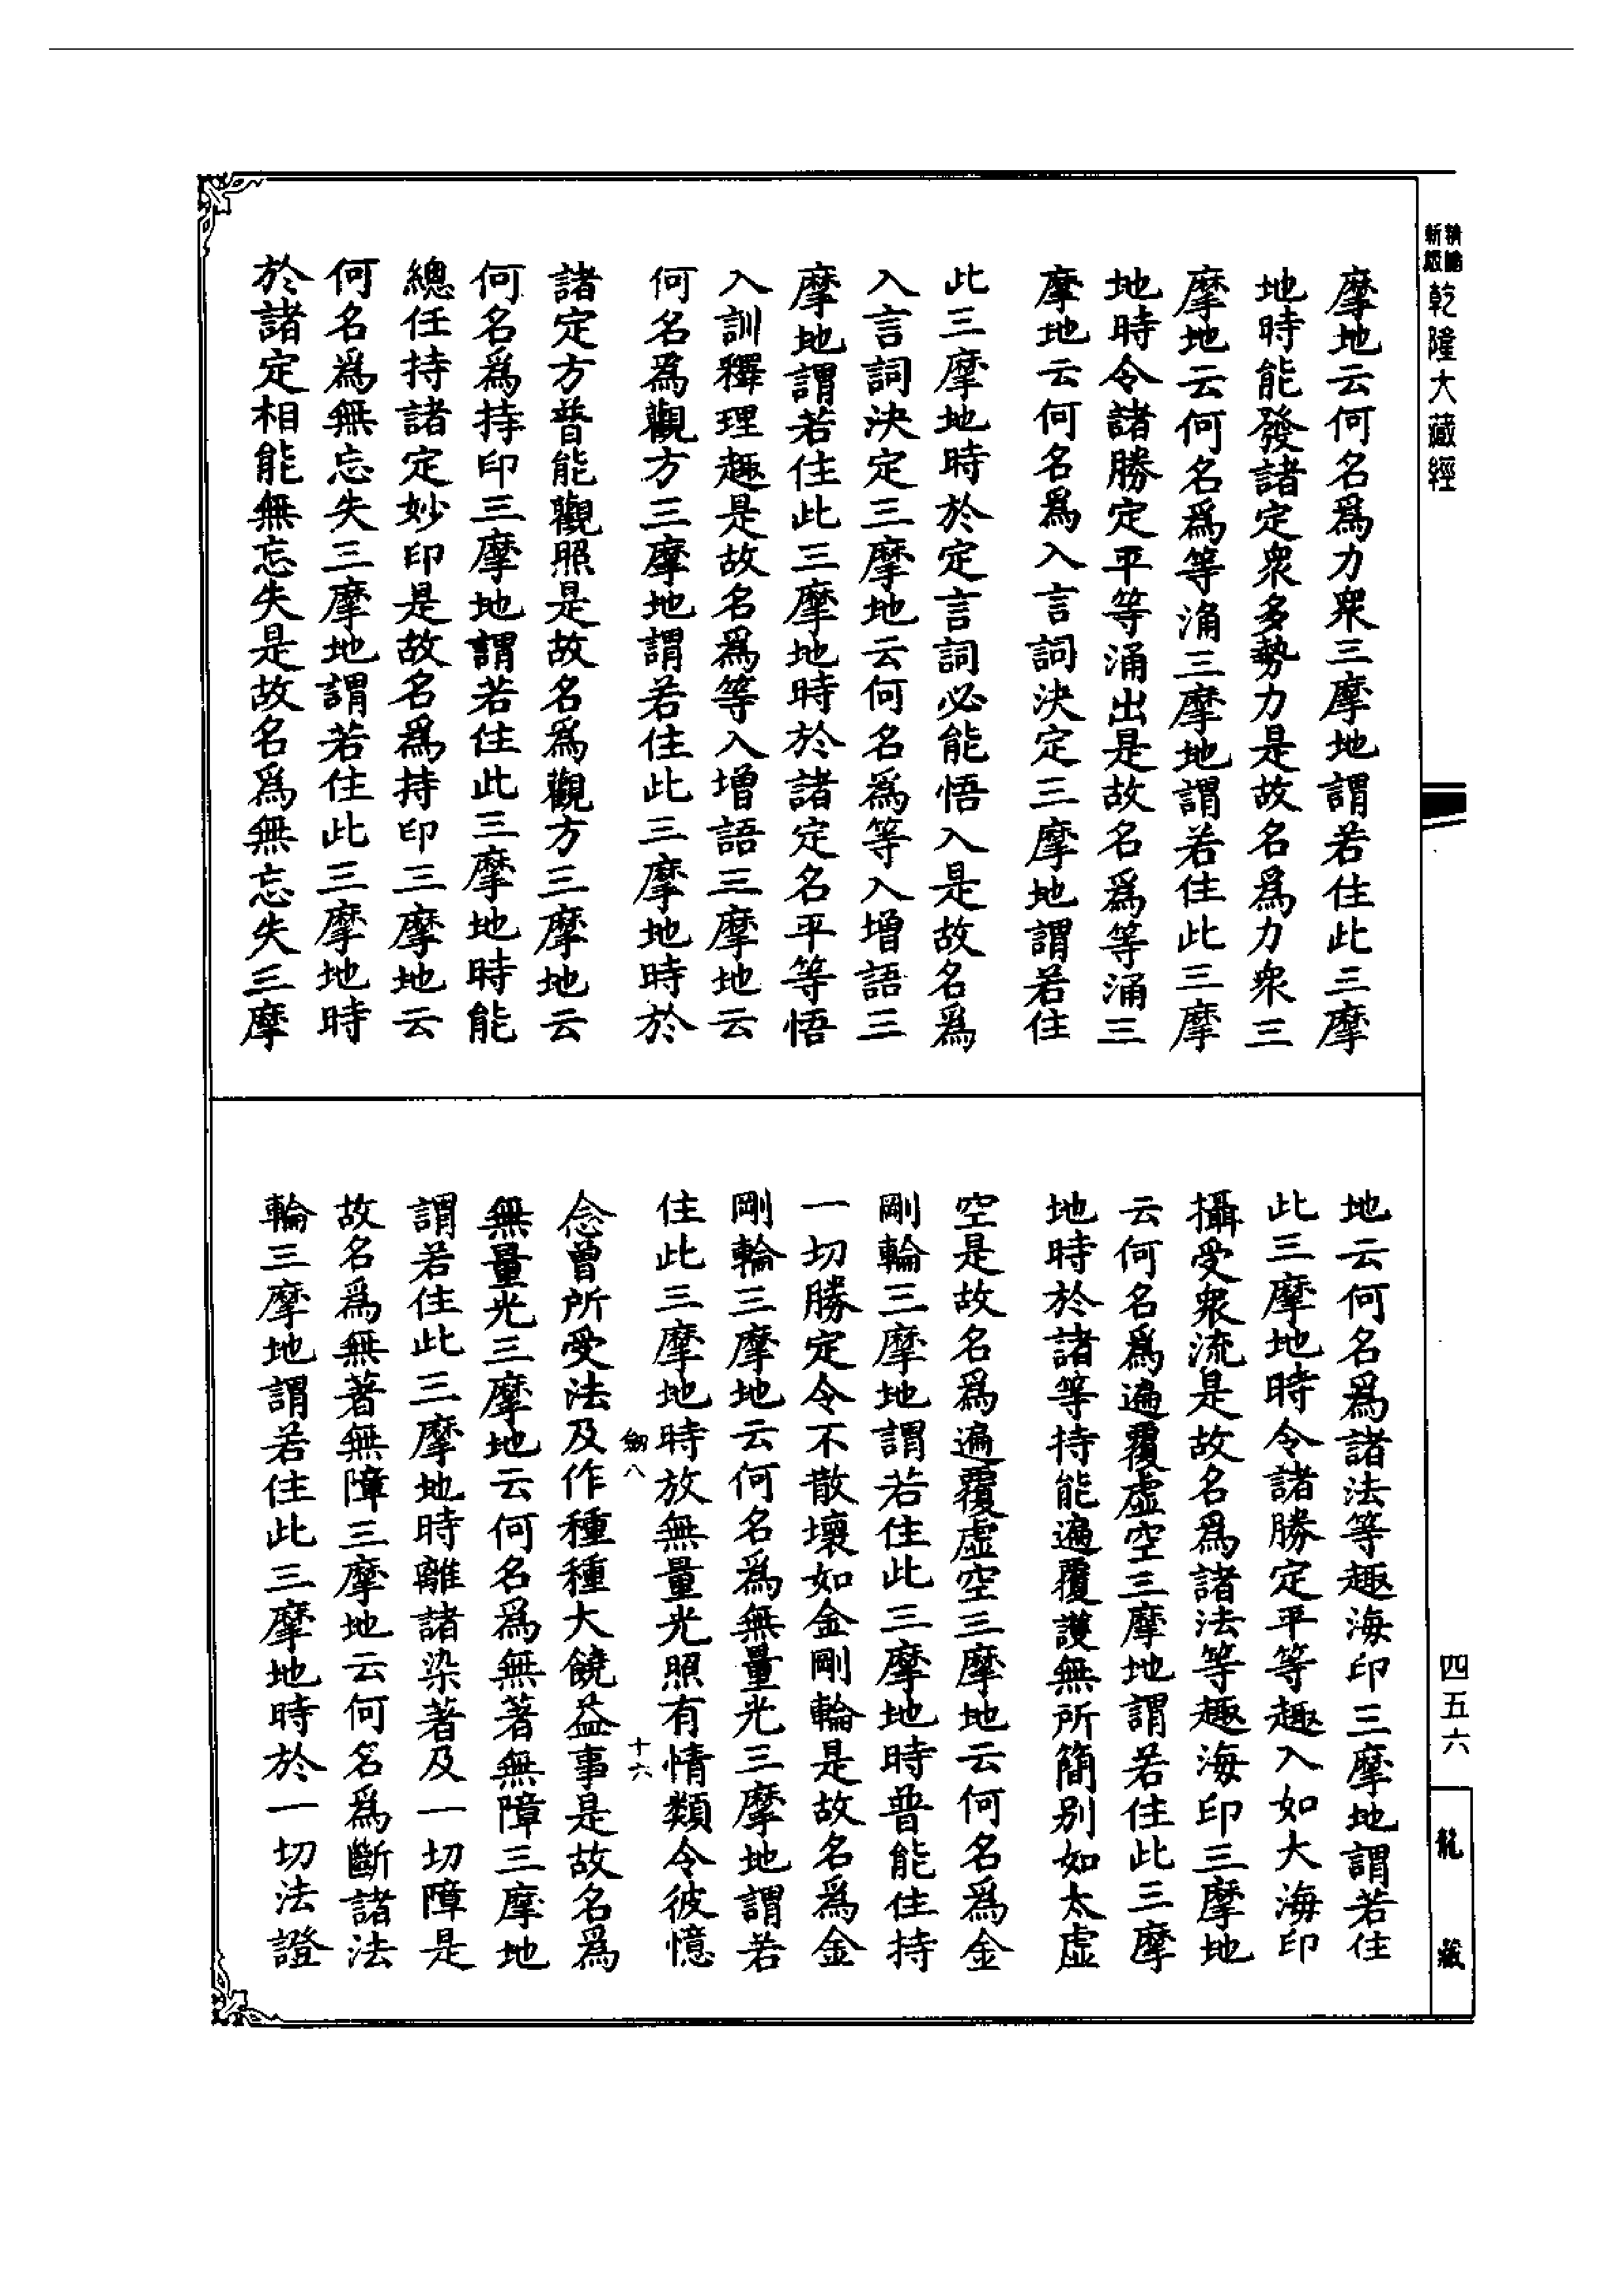 乾隆大藏經
摩地云何名爲力衆三摩地謂若住此三摩
地時能發諸定衆多勢力是故名爲力衆三
摩地云何名爲等涌三摩地謂若住此三摩
地時令諸勝定平等涌出是故名爲等涌三
摩地云何名爲入言詞決定三摩地謂若住
此三摩地時於定言詞必能悟入是故名爲
入言詞決定三摩地云何名爲等入增語三
摩地謂若住此三摩地時於諸定名平等悟
入訓釋理趣是故名爲等入增語三摩地云
何名爲觀方三摩地謂若住此三摩地時於
諸定方普能觀照是故名爲觀方三摩地云
何名爲持印三摩地謂若住此三摩地時能
總任持諸定妙印是故名爲持印三摩地云
何名爲無忘失三摩地謂若住此三摩地時
於諸定相能無忘失是故名爲無忘失三摩
地云何名爲諸法等趣海印三摩地謂若住
此三摩地時令諸勝定平等趣入如大海印
攝受衆流是故名爲諸法等趣海印三摩地
云何名爲遍覆虛空三摩地謂若住此三摩
地時於諸等持能遍覆護無所簡別如太虛
空是故名爲遍覆虛空三摩地云何名爲金
剛輪三摩地謂若住此三摩地時普能住持
一切勝定令不散壞如金剛輪是故名爲金
剛輪三摩地云何名爲無量光三摩地謂若
住此三摩地時放無量光照有情類令彼憶
十六
念曾所受法及作種種大饒益事是故名爲
無量光三摩地云何名爲無著無障三摩地
謂若住此三摩地時離諸染著及一切障是
故名爲無著無障三摩地云何名爲斷諸法
輪三摩地謂若住此三摩地時於一切法證
四五六
龍藏